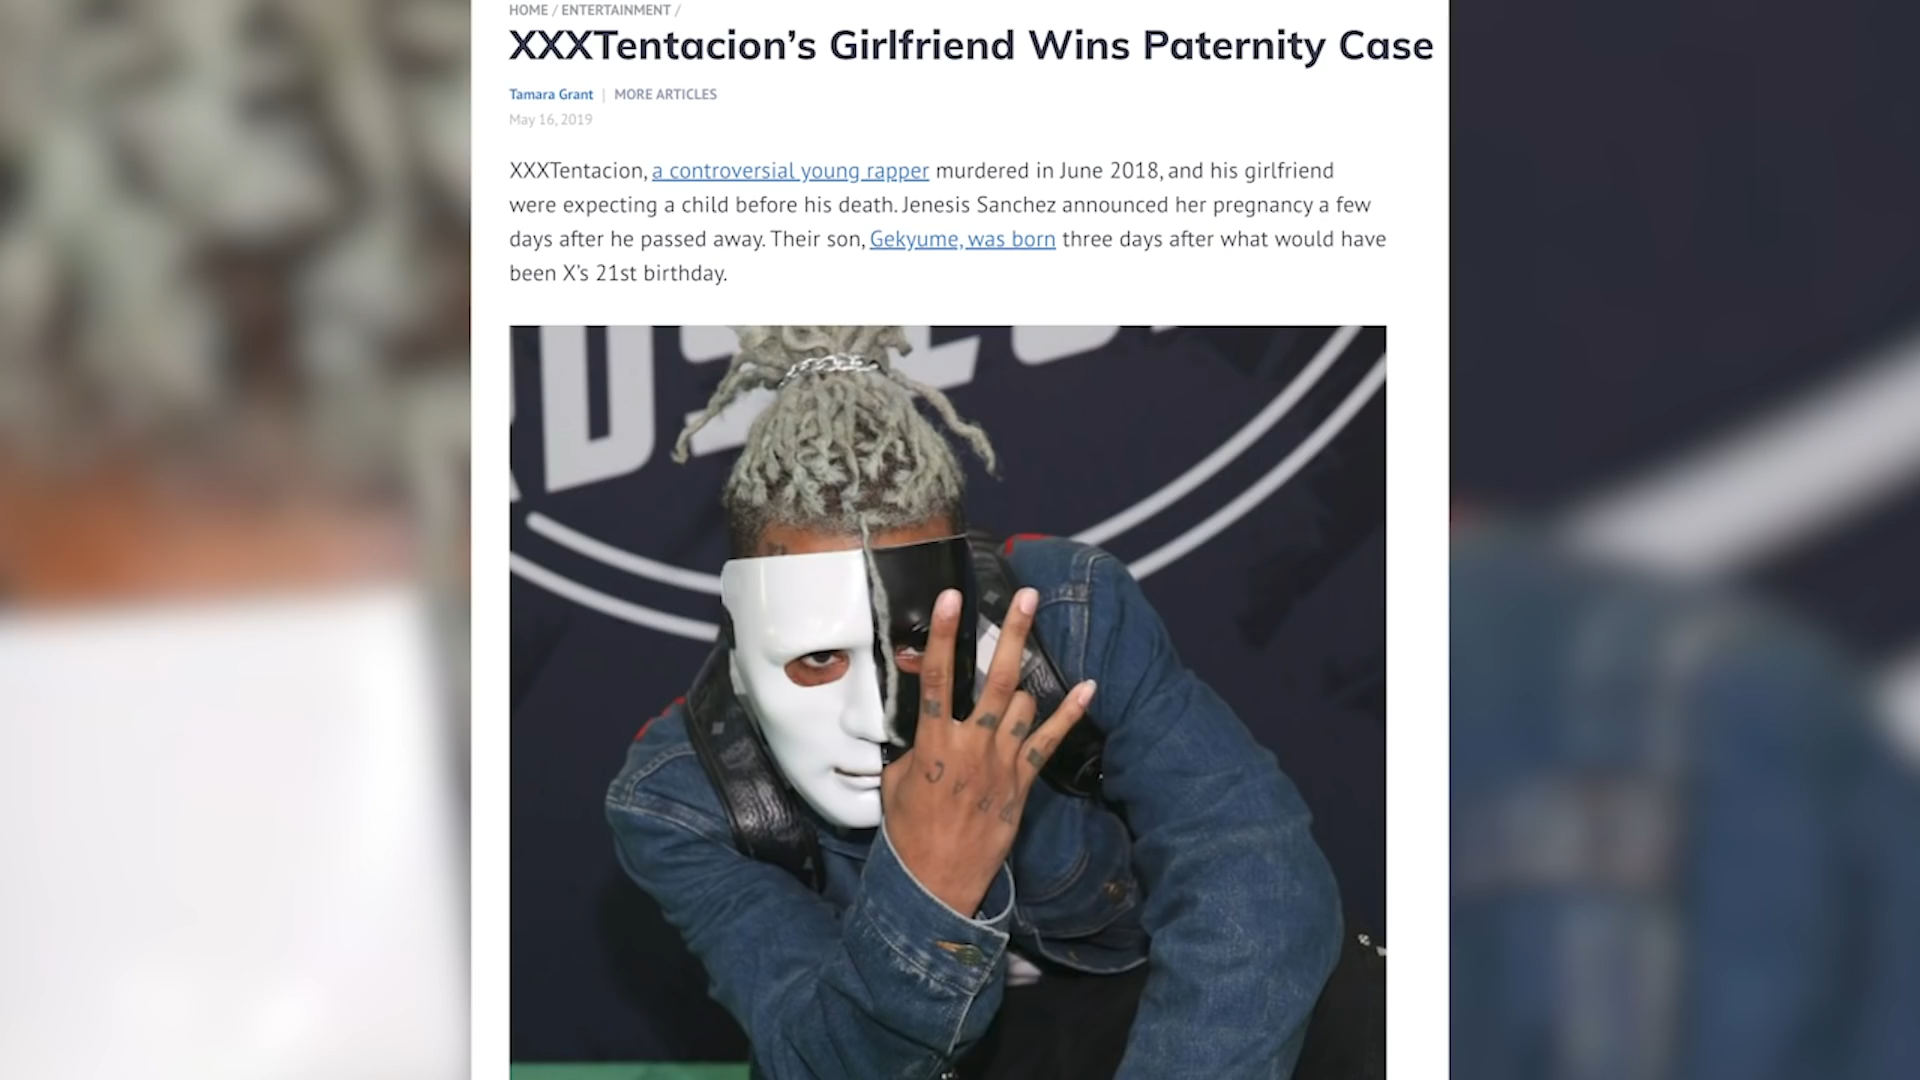 HOME / ENTERTAINMENT /
XXXTentacion’s Girlfriend Wins Paternity Case
Tamara Grant | MORE ARTICLES
May 16, 2019
XXXTentacion, a controversial young rapper murdered in June 2018, and his girlfriend
were expecting a child before his death. Jenesis Sanchez announced her pregnancy a few
days after he passed away. Their son, Gekyume, was born three days after what would have
been X’s 21st birthday.